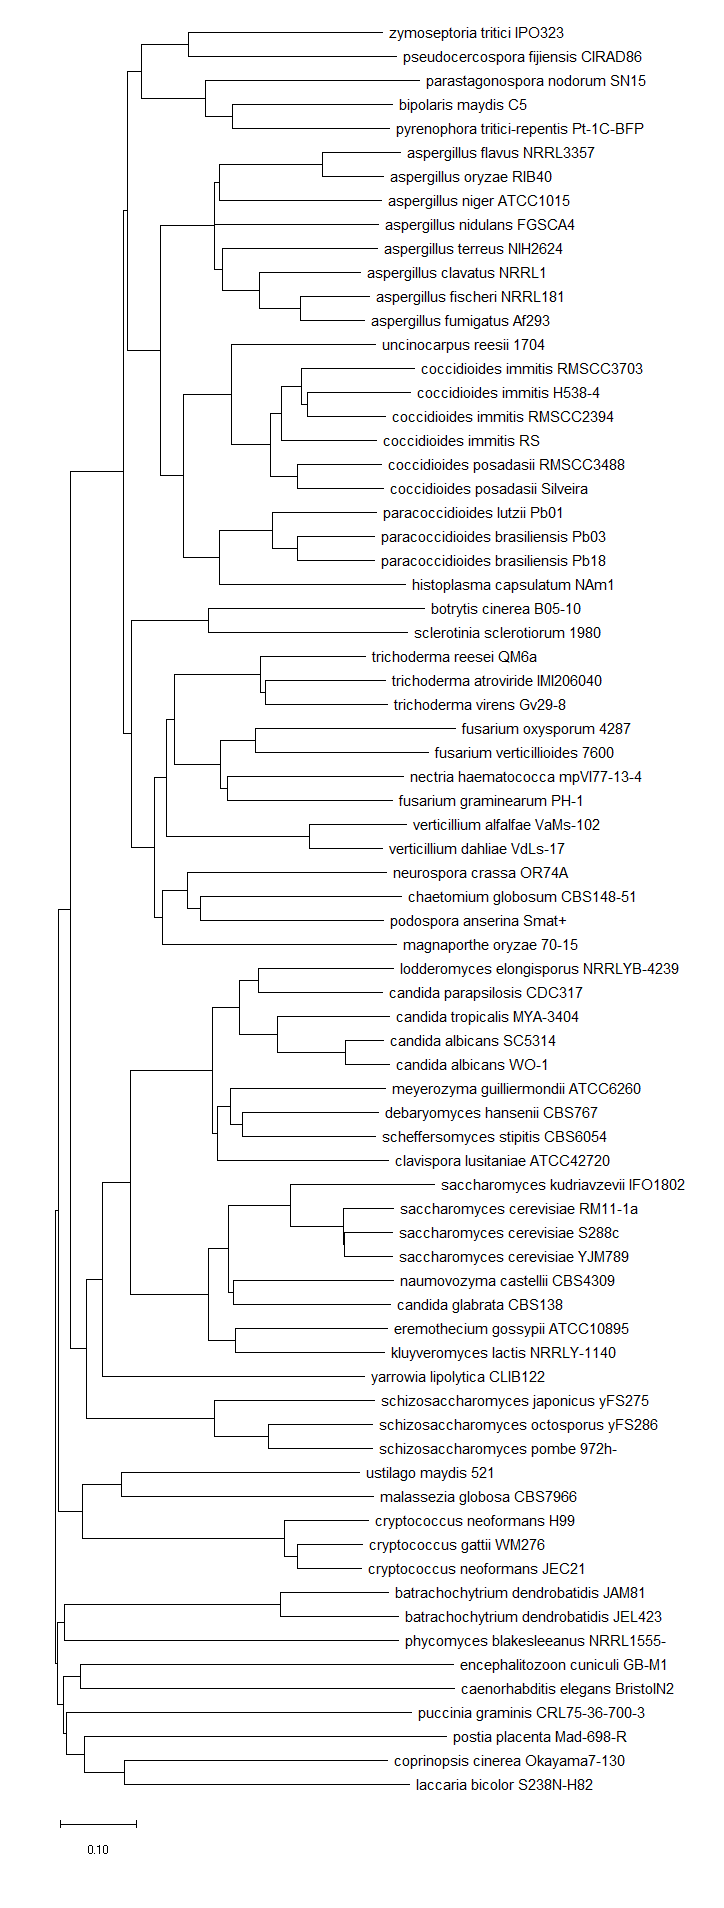 zymoseptoria tritici IPO323
pseudocercospora fijiensis CIRAD86
parastagonospora nodorum SN15
bipolaris maydis C5
pyrenophora tritici-repentis Pt-1C-BFP
aspergillus flavus NRRL3357
aspergillus oryzae RIB40
aspergillus niger ATCC1015
aspergillus nidulans FGSCA4
aspergillus terreus NIH2624
aspergillus clavatus NRRL1
aspergillus fischeri NRRL181
aspergillus fumigatus Af293
uncinocarpus reesii 1704
coccidioides immitis RMSCC3703
coccidioides immitis H538-4
coccidioides immitis RMSCC2394
coccidioides immitis RS
coccidioides posadasii RMSCC3488
coccidioides posadasii Silveira
paracoccidioides lutzii Pb01
paracoccidioides brasiliensis Pb03
paracoccidioides brasiliensis Pb18
histoplasma capsulatum NAm1
botrytis cinerea B05-10
sclerotinia sclerotiorum 1980
trichoderma reesei QM6a
trichoderma atroviride IMI206040
trichoderma virens Gv29-8
fusarium oxysporum 4287
fusarium verticillioides 7600
nectria haematococca mpVI77-13-4
fusarium graminearum PH-1
verticillium alfalfae VaMs-102
verticillium dahliae VdLs-17
neurospora crassa OR74A
chaetomium globosum CBS148-51
podospora anserina Smat+
magnaporthe oryzae 70-15
lodderomyces elongisporus NRRLYB-4239
candida parapsilosis CDC317
candida tropicalis MYA-3404
candida albicans SC5314
candida albicans WO-1
meyerozyma guilliermondii ATCC6260
debaryomyces hansenii CBS767
scheffersomyces stipitis CBS6054
clavispora lusitaniae ATCC42720
saccharomyces kudriavzevii IFO1802
saccharomyces cerevisiae RM11-1a
saccharomyces cerevisiae S288c
saccharomyces cerevisiae YJM789
naumovozyma castellii CBS4309
candida glabrata CBS138
eremothecium gossypii ATCC10895
kluyveromyces lactis NRRLY-1140
yarrowia lipolytica CLIB122
schizosaccharomyces japonicus yFS275
schizosaccharomyces octosporus yFS286
schizosaccharomyces pombe 972h-
ustilago maydis 521
malassezia globosa CBS7966
cryptococcus neoformans H99
cryptococcus gattii WM276
cryptococcus neoformans JEC21
batrachochytrium dendrobatidis JAM81
batrachochytrium dendrobatidis JEL423
phycomyces blakesleeanus NRRL1555-
encephalitozoon cuniculi GB-M1
caenorhabditis elegans BristolN2
puccinia graminis CRL75-36-700-3
postia placenta Mad-698-R
coprinopsis cinerea Okayama7-130
laccaria bicolor S238N-H82
0.10